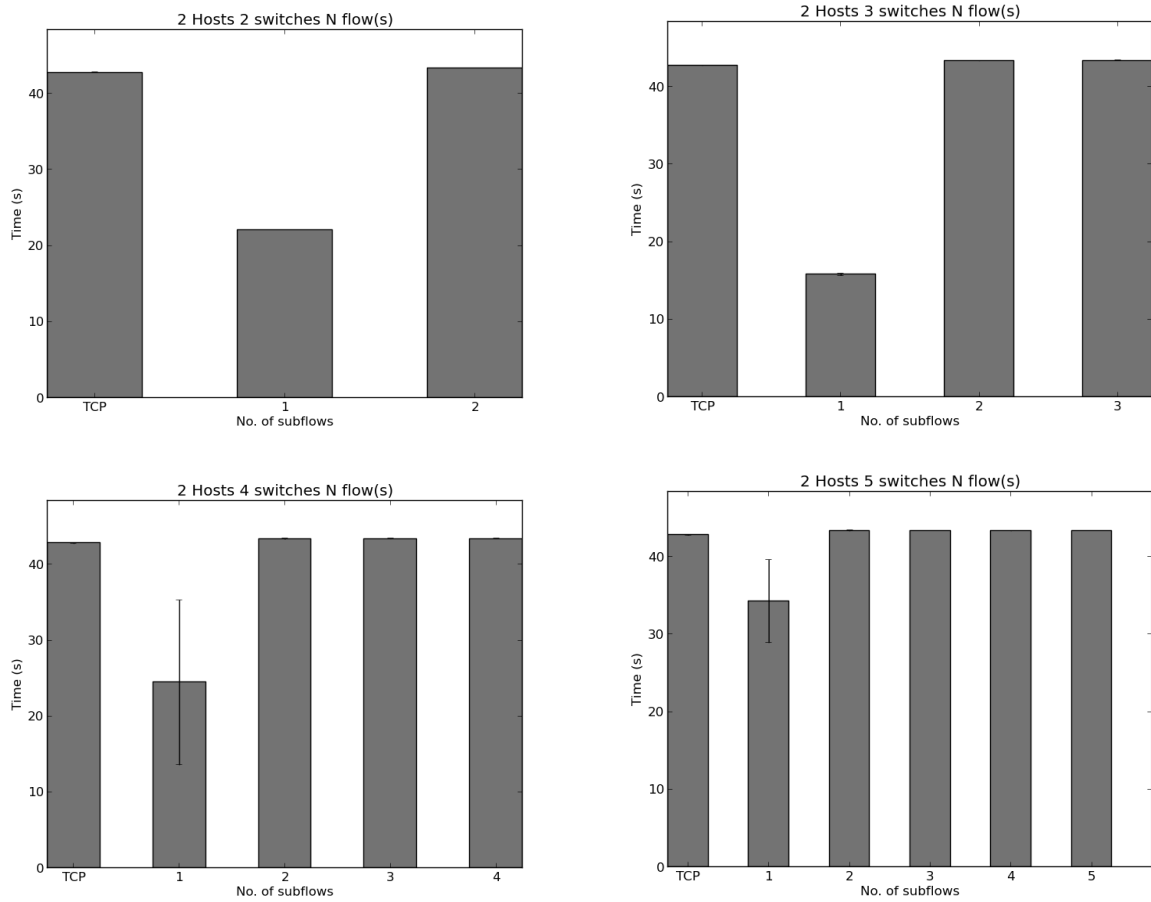 2 Hosts 2 switches N flow(s)
Time (s)
40
30
20
10
0
TCP 1 2
No. of subflows
2 Hosts 3 switches N flow(s)
Time (s)
40
30
20
10
0
TCP 1 2 3
No. of subflows
2 Hosts 4 switches N flow(s)
Time (s)
40
30
20
10
0
TCP 1 2 3 4
No. of subflows
2 Hosts 5 switches N flow(s)
Time (s)
40
30
20
10
0
TCP 1 2 3 4 5
No. of subflows